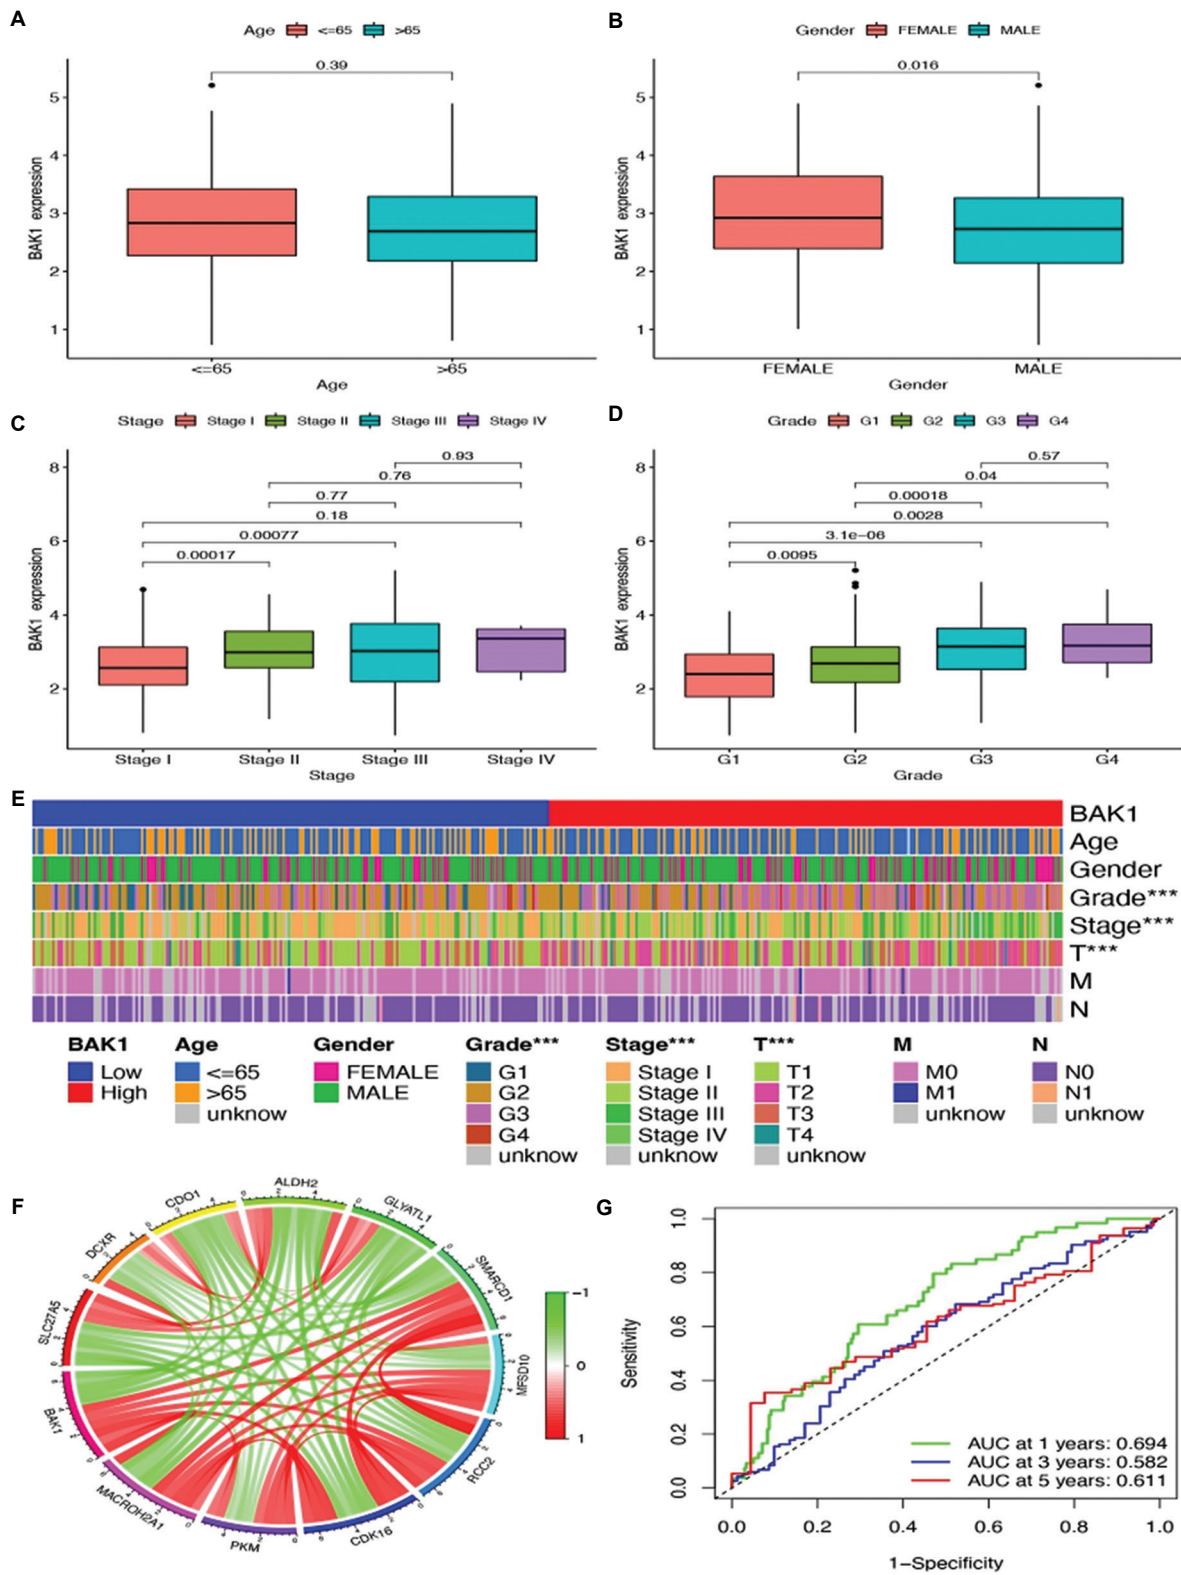 A
Age <=65 >65
0.39
BAK1 expression
5
4
3
2
1
<=65 >65
Age
B
Gender FEMALE MALE
0.016
BAK1 expression
5
4
3
2
1
FEMALE MALE
Gender
C
Stage Stage I Stage II Stage III Stage IV
0.93
0.76
0.77
0.18
0.00077
0.00017
BAK1 expression
8
6
4
2
Stage I Stage II Stage III Stage IV
Stage
D
Grade G1 G2 G3 G4
0.57
0.04
0.00018
0.0028
3.1e-06
0.0095
BAK1 expression
8
6
4
2
G1 G2 G3 G4
Grade
E
BAK1
Age
Gender
Grade***
Stage***
T***
M
N
BAK1
Low
High
Age
<=65
>65
unknow
Gender
FEMALE
MALE
Grade***
G1
G2
G3
G4
unknow
Stage***
Stage I
Stage II
Stage III
Stage IV
unknow
T***
T1
T2
T3
T4
unknow
M
M0
M1
unknow
N
N0
N1
unknow
F
ALDH2
GLYATL1
SMARCD1
MFSD10
RCC2
CDK16
PKM
MACROH2A1
BAK1
SLC27A5
DCXR
CDO1
-1
0
1
G
Sensitivity
1.0
0.8
0.6
0.4
0.2
0.0
AUC at 1 years: 0.694
AUC at 3 years: 0.582
AUC at 5 years: 0.611
0.0 0.2 0.4 0.6 0.8 1.0
1-Specificity